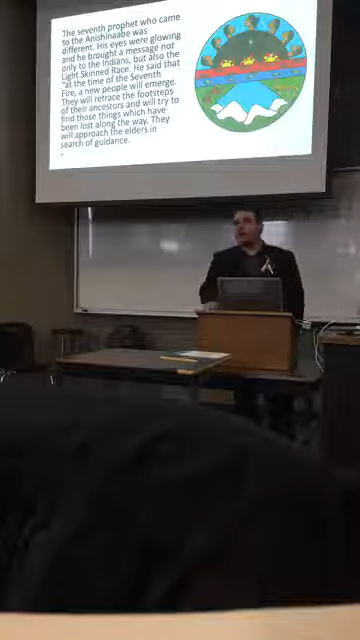 The seventh prophet who came
to the Anishinaabe was
different. His eyes were glowing
and he brought a message not
only to the Indians, but also the
Light Skinned Race. He said that
"at the time of the Seventh
Fire, a new people will emerge.
They will retrace the footsteps
of their ancestors and will try to
find those things which have
been lost along the way. They
will approach the elders in
search of guidance.